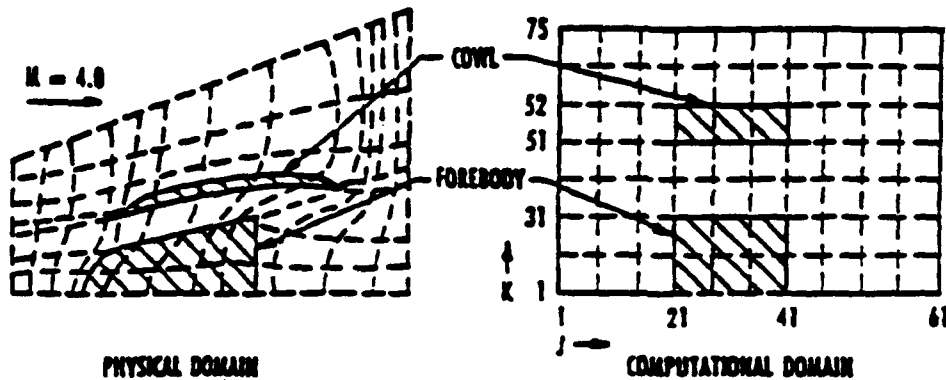 M = 4.0
COWL
FOREBODY
75
52
51
31
K
1
1
21
41
61
J
PHYSICAL DOMAIN
COMPUTATIONAL DOMAIN